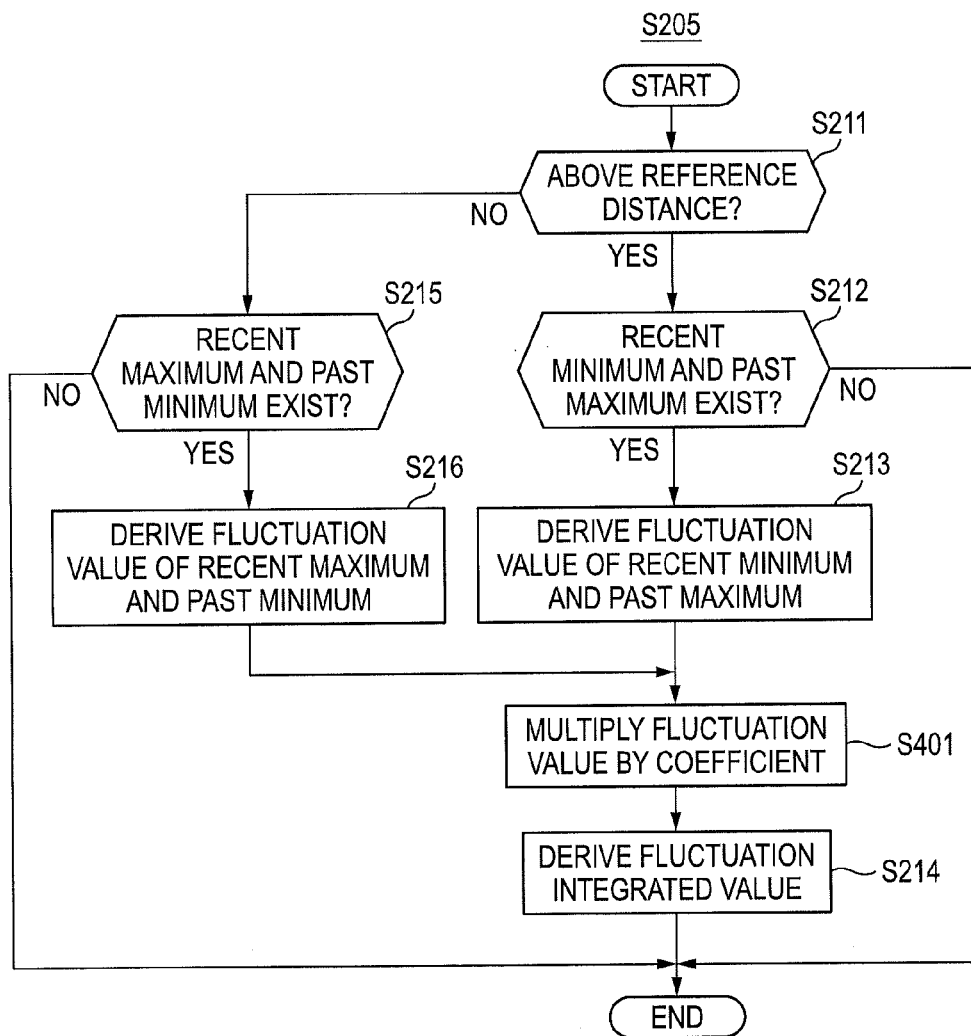 S205
START
S211
ABOVE REFERENCE
DISTANCE?
NO
YES
S215
RECENT
MAXIMUM AND PAST
MINIMUM EXIST?
NO
YES
S212
RECENT
MINIMUM AND PAST
MAXIMUM EXIST?
NO
YES
S216
DERIVE FLUCTUATION
VALUE OF RECENT MAXIMUM
AND PAST MINIMUM
S213
DERIVE FLUCTUATION
VALUE OF RECENT MINIMUM
AND PAST MAXIMUM
MULTIPLY FLUCTUATION
VALUE BY COEFFICIENT
S401
DERIVE FLUCTUATION
INTEGRATED VALUE
S214
END